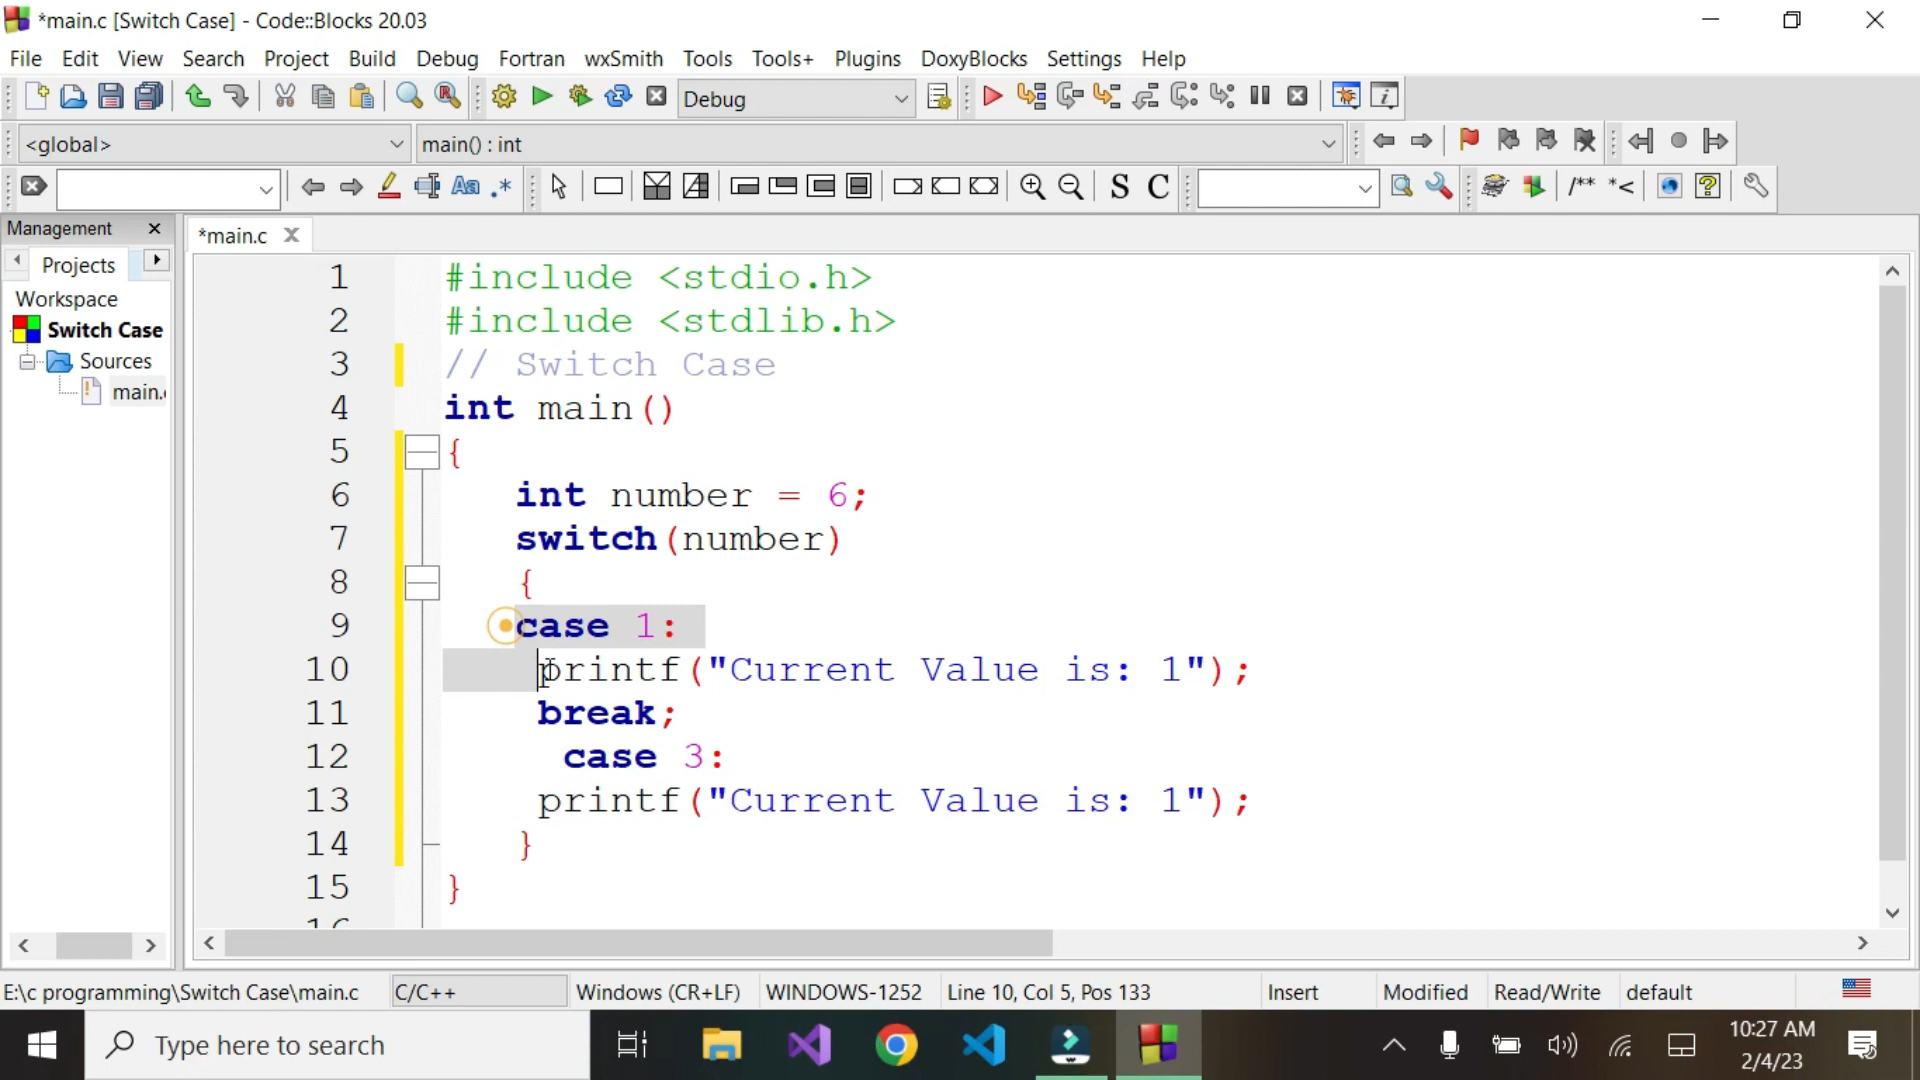 *main.c [Switch Case] - Code::Blocks 20.03
File Edit View Search Project Build Debug Fortran wxSmith Tools Tools+ Plugins DoxyBlocks Settings Help
Debug
<global> main() : int
S C /** *<
Management
*main.c
Projects
Workspace
Switch Case
Sources
main.
1 #include <stdio.h>
2 #include <stdlib.h>
3 // Switch Case
4 int main()
5 {
6 int number = 6;
7 switch(number)
8 {
9 case 1:
10 printf("Current Value is: 1");
11 break;
12 case 3:
13 printf("Current Value is: 1");
14 }
15 }
16
E:\c programming\Switch Case\main.c C/C++ Windows (CR+LF) WINDOWS-1252 Line 10, Col 5, Pos 133 Insert Modified Read/Write default
Type here to search
10:27 AM
2/4/23